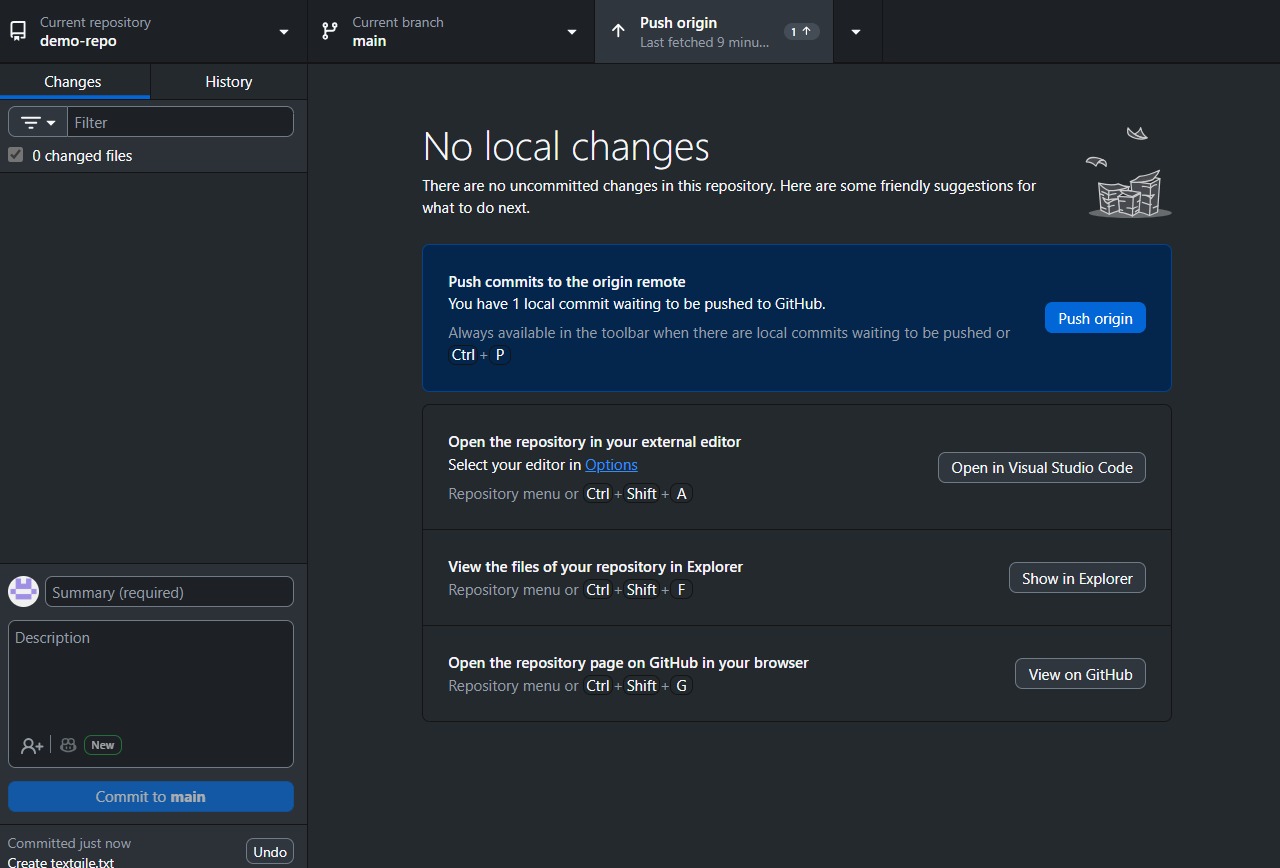 Current repository
demo-repo
Current branch
main
Push origin
Last fetched 9 minu...
1
Changes
History
Filter
0 changed files
No local changes
There are no uncommitted changes in this repository. Here are some friendly suggestions for
what to do next.
Push commits to the origin remote
You have 1 local commit waiting to be pushed to GitHub.
Always available in the toolbar when there are local commits waiting to be pushed or
Ctrl + P
Push origin
Open the repository in your external editor
Select your editor in Options
Repository menu or Ctrl + Shift + A
Open in Visual Studio Code
View the files of your repository in Explorer
Repository menu or Ctrl + Shift + F
Show in Explorer
Open the repository page on GitHub in your browser
Repository menu or Ctrl + Shift + G
View on GitHub
Summary (required)
Description
New
Commit to main
Committed just now
Create textgile.txt
Undo